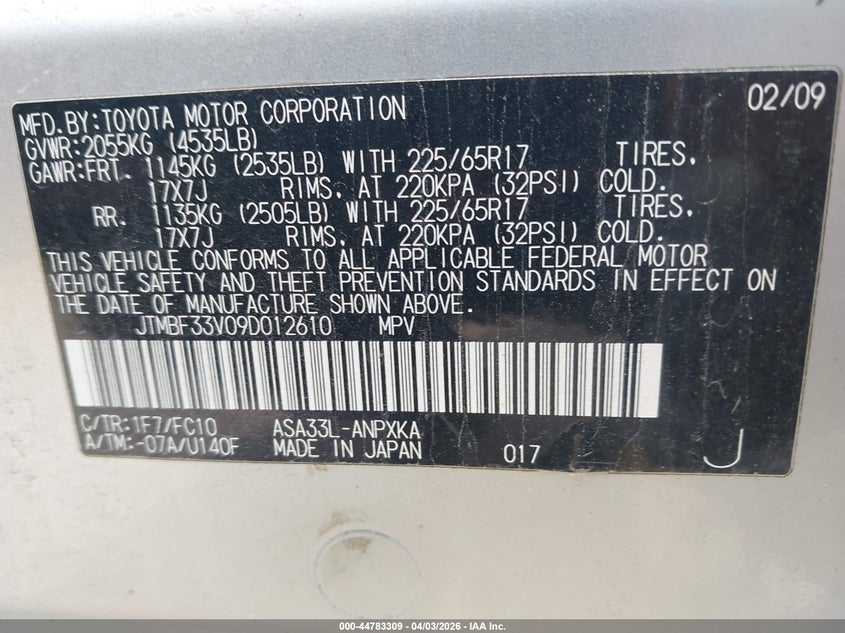 02/09
MFD.BY:TOYOTA MOTOR CORPORATION
GVWR:2055KG (4535LB)
GAWR:FRT. 1145KG (2535LB) WITH 225/65R17 TIRES,
17X7J RIMS, AT 220KPA (32PSI) COLD.
RR. 1135KG (2505LB) WITH 225/65R17 TIRES,
17X7J RIMS, AT 220KPA (32PSI) COLD.
THIS VEHICLE CONFORMS TO ALL APPLICABLE FEDERAL MOTOR
VEHICLE SAFETY AND THEFT PREVENTION STANDARDS IN EFFECT ON
THE DATE OF MANUFACTURE SHOWN ABOVE.
JTMBF33V09D012610 MPV
C/TR:1F7/FC10 ASA33L-ANPXKA
A/TM:-07A/U140F MADE IN JAPAN 017 J
000-44783309 - 04/03/2026 - IAA Inc.